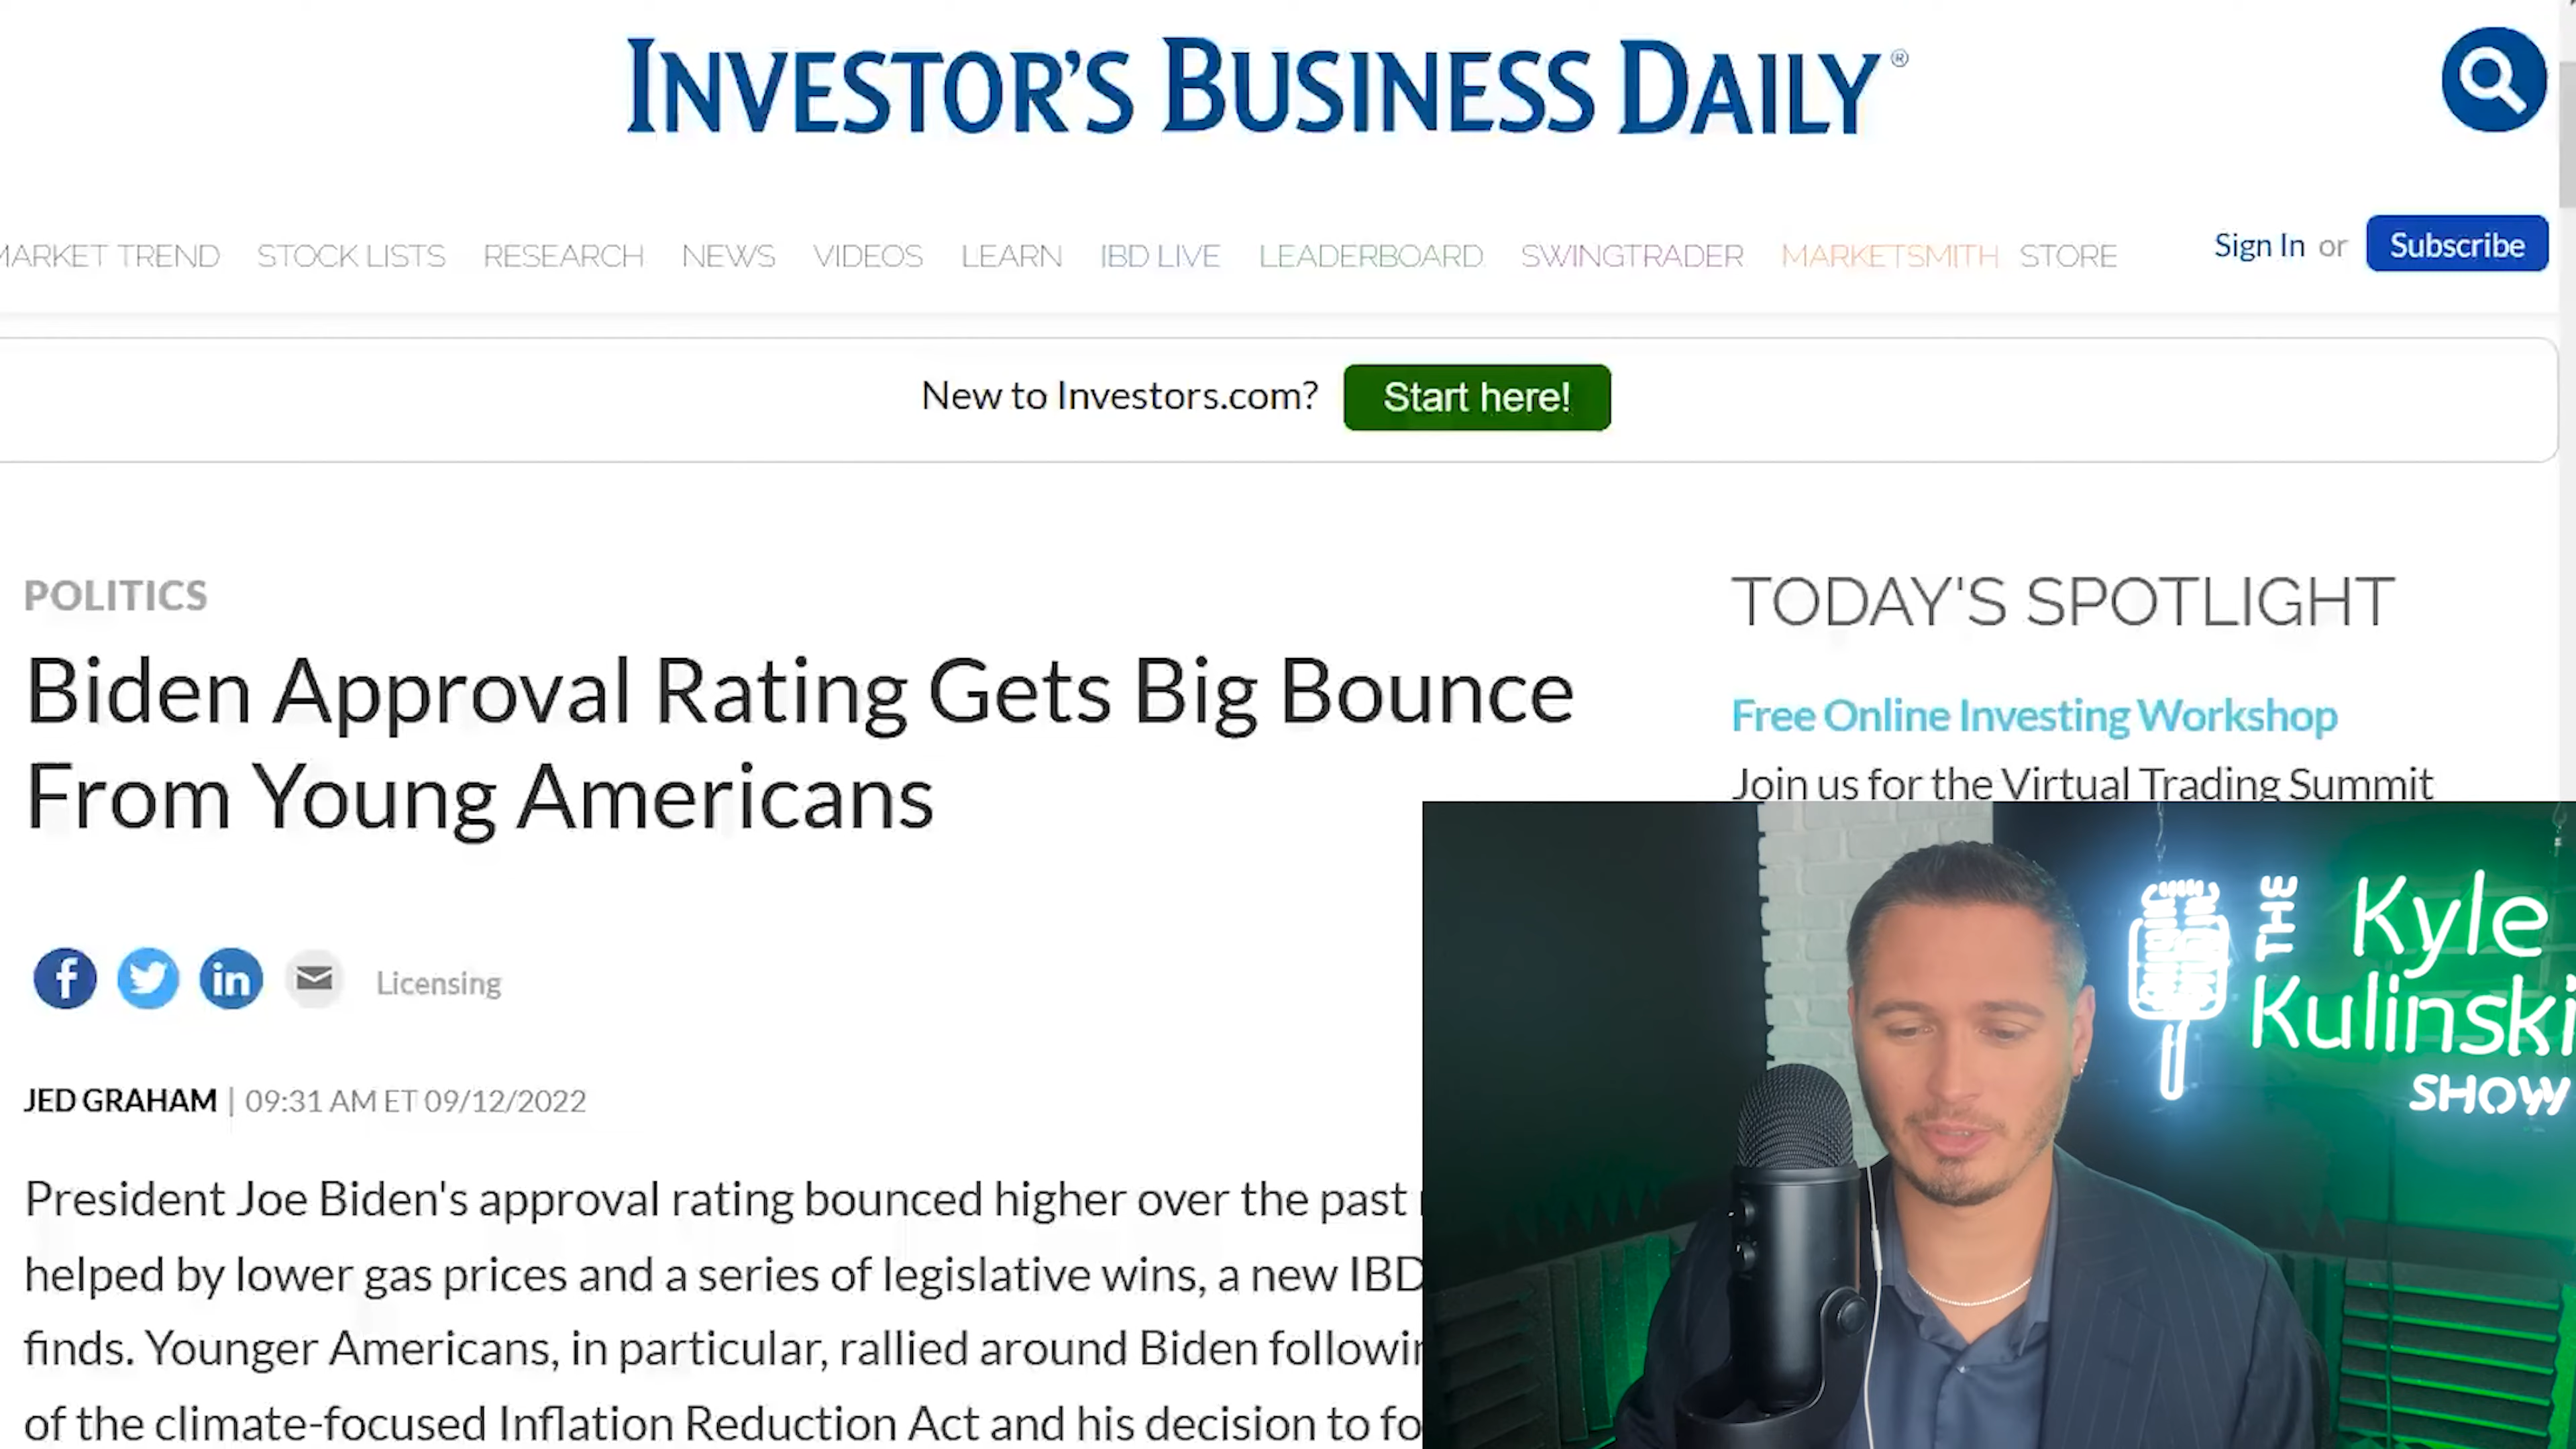 INVESTOR'S BUSINESS DAILY®
MARKET TREND STOCK LISTS RESEARCH NEWS VIDEOS LEARN IBD LIVE LEADERBOARD SWINGTRADER MARKETSMITH STORE Sign In or Subscribe
New to Investors.com? Start here!
POLITICS
Biden Approval Rating Gets Big Bounce
From Young Americans
Licensing
JED GRAHAM | 09:31 AM ET 09/12/2022
President Joe Biden's approval rating bounced higher over the past
helped by lower gas prices and a series of legislative wins, a new IBD
finds. Younger Americans, in particular, rallied around Biden
of the climate-focused Inflation Reduction Act and his decision to
TODAY'S SPOTLIGHT
Free Online Investing Workshop
Join us for the Virtual Trading Summit
THE
Kyle
Kulinski
SHOW